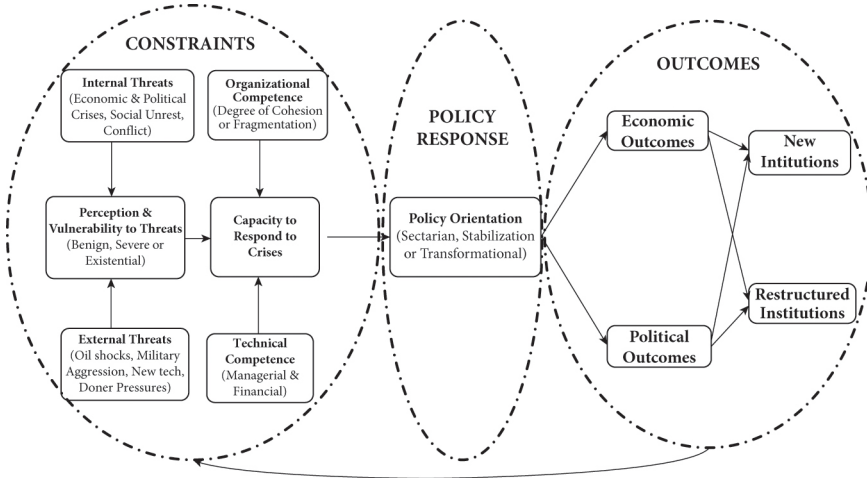 CONSTRAINTS
Internal Threats
(Economic & Political
Crises, Social Unrest,
Conflict)
Organizational
Competence
(Degree of Cohesion
or Fragmentation)
Perception &
Vulnerability to Threats
(Benign, Severe or
Existential)
Capacity to
Respond to
Crises
External Threats
(Oil shocks, Military
Aggression, New tech,
Doner Pressures)
Technical
Competence
(Managerial &
Financial)
POLICY
RESPONSE
Policy Orientation
(Sectarian, Stabilization
or Transformational)
OUTCOMES
Economic
Outcomes
New
Intitutions
Political
Outcomes
Restructured
Institutions